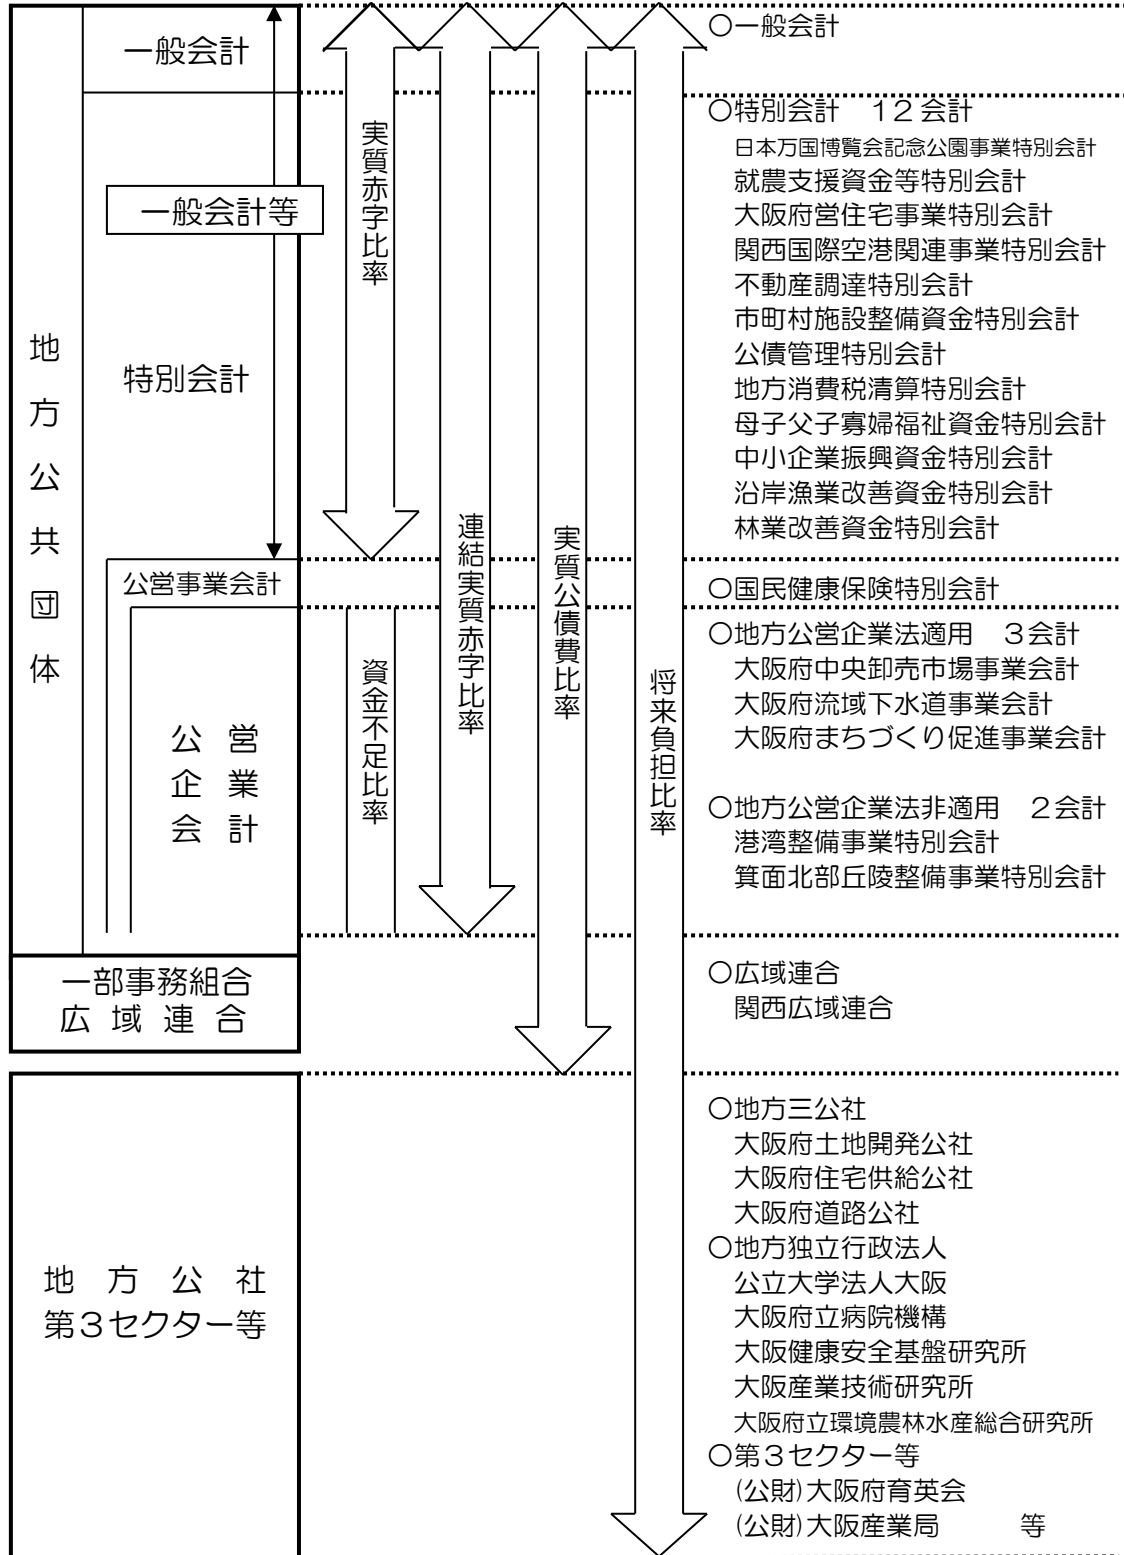 一般会計
一般会計等
特別会計
公営事業会計
公営
企業
会計
地方公共団体
一部事務組合
広域連合
地方公社
第３セクター等
実質赤字比率
資金不足比率
連結実質赤字比率
実質公債費比率
将来負担比率
○一般会計
○特別会計　１２会計
日本万国博覧会記念公園事業特別会計
就農支援資金等特別会計
大阪府営住宅事業特別会計
関西国際空港関連事業特別会計
不動産調達特別会計
市町村施設整備資金特別会計
公債管理特別会計
地方消費税清算特別会計
母子父子寡婦福祉資金特別会計
中小企業振興資金特別会計
沿岸漁業改善資金特別会計
林業改善資金特別会計
○国民健康保険特別会計
○地方公営企業法適用　３会計
大阪府中央卸売市場事業会計
大阪府流域下水道事業会計
大阪府まちづくり促進事業会計
○地方公営企業法非適用　２会計
港湾整備事業特別会計
箕面北部丘陵整備事業特別会計
○広域連合
関西広域連合
○地方三公社
大阪府土地開発公社
大阪府住宅供給公社
大阪府道路公社
○地方独立行政法人
公立大学法人大阪
大阪府立病院機構
大阪健康安全基盤研究所
大阪産業技術研究所
大阪府立環境農林水産総合研究所
○第３セクター等
(公財)大阪府育英会
(公財)大阪産業局　　　等